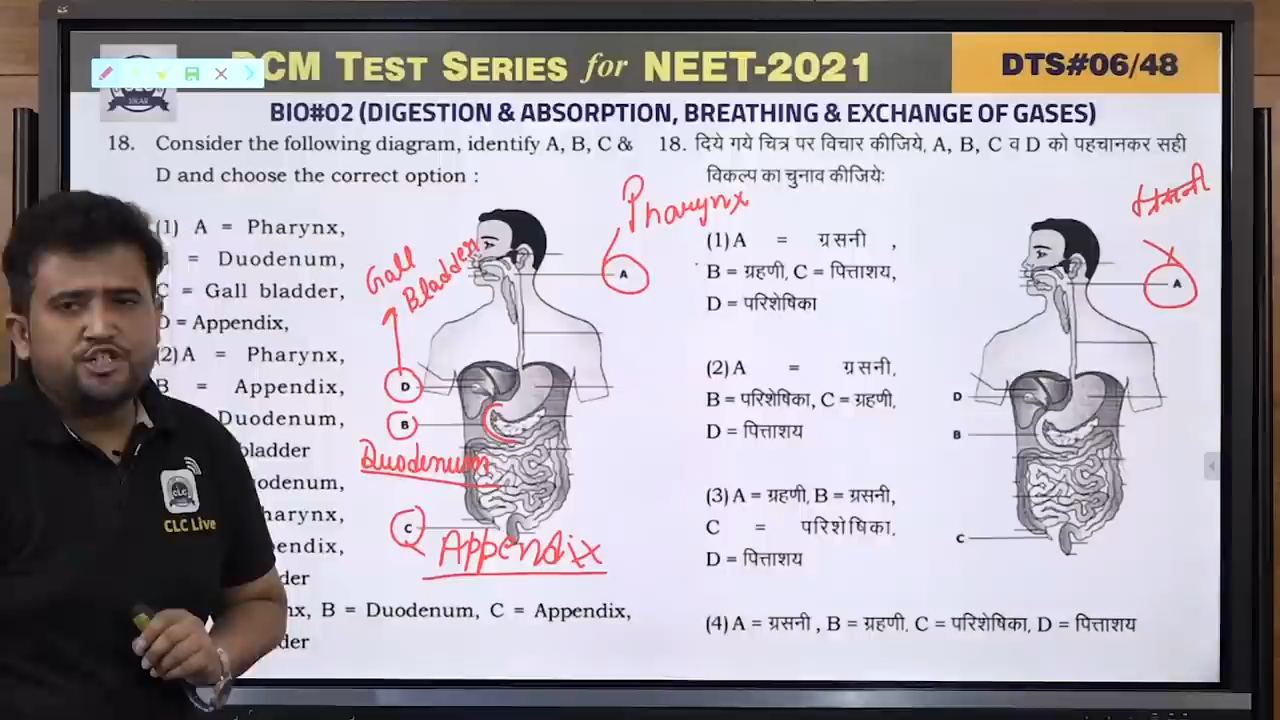 DCM TEST SERIES for NEET-2021
DTS#06/48
BIO#02 (DIGESTION & ABSORPTION, BREATHING & EXCHANGE OF GASES)
18. Consider the following diagram, identify A, B, C &
D and choose the correct option :
(1) A = Pharynx,
= Duodenum,
C = Gall bladder,
D = Appendix,
(2) A = Pharynx,
B = Appendix,
Duodenum,
bladder
uodenum,
harynx,
pendix,
der
nx, B = Duodenum, C = Appendix,
der
Pharynx
Gall
Bladder
A
D
B
Duodenum
C
Appendix
18. दिये गये चित्र पर विचार कीजिये, A, B, C व D को पहचानकर सही
विकल्प का चुनाव कीजियेः
(1) A = ग्रसनी ,
B = ग्रहणी, C = पित्ताशय,
D = परिशेषिका
(2) A = ग्रसनी,
B = परिशेषिका, C = ग्रहणी,
D = पित्ताशय
(3) A = ग्रहणी, B = ग्रसनी,
C = परिशेषिका,
D = पित्ताशय
(4) A = ग्रसनी , B = ग्रहणी, C = परिशेषिका, D = पित्ताशय
A
D
B
C
CLC
CLC Live